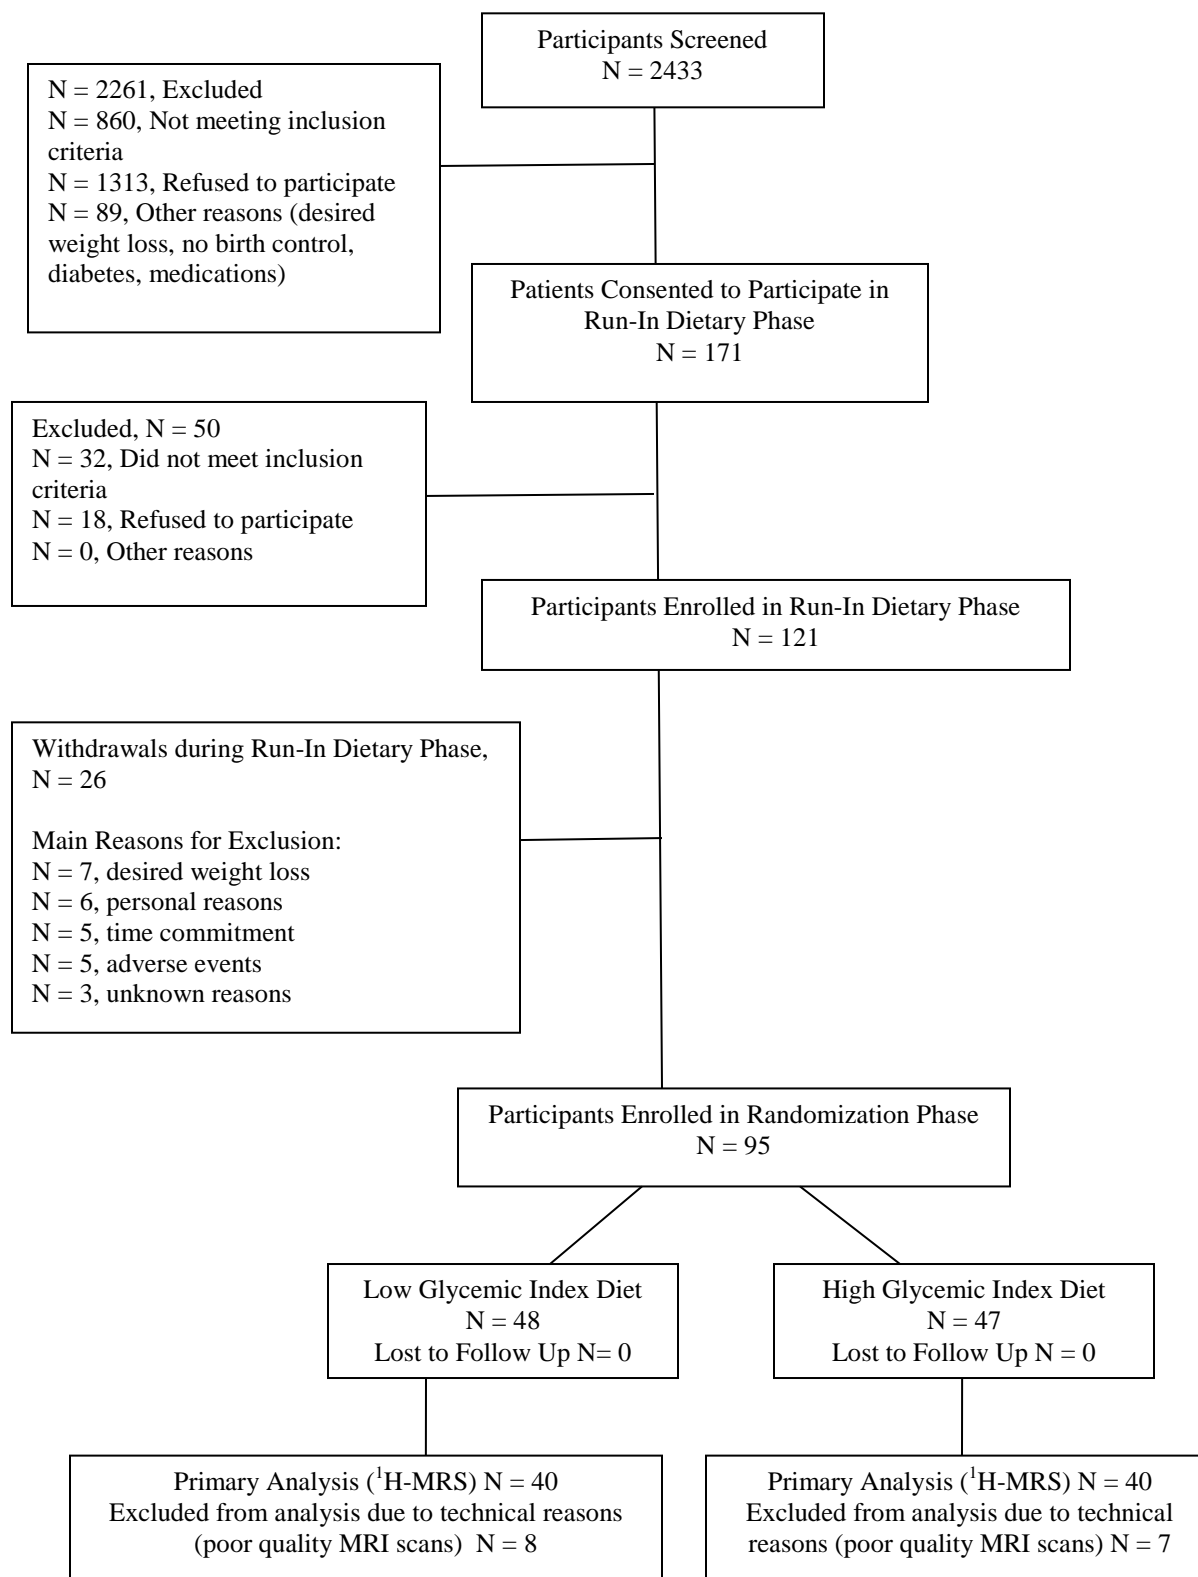 Participants Screened
N = 2433
N = 2261, Excluded
N = 860, Not meeting inclusion
criteria
N = 1313, Refused to participate
N = 89, Other reasons (desired
weight loss, no birth control,
diabetes, medications)
Patients Consented to Participate in
Run-In Dietary Phase
N = 171
Excluded, N = 50
N = 32, Did not meet inclusion
criteria
N = 18, Refused to participate
N = 0, Other reasons
Participants Enrolled in Run-In Dietary Phase
N = 121
Withdrawals during Run-In Dietary Phase,
N = 26
Main Reasons for Exclusion:
N = 7, desired weight loss
N = 6, personal reasons
N = 5, time commitment
N = 5, adverse events
N = 3, unknown reasons
Participants Enrolled in Randomization Phase
N = 95
Low Glycemic Index Diet
N = 48
Lost to Follow Up N= 0
High Glycemic Index Diet
N = 47
Lost to Follow Up N = 0
Primary Analysis (¹H-MRS) N = 40
Excluded from analysis due to technical reasons
(poor quality MRI scans) N = 8
Primary Analysis (¹H-MRS) N = 40
Excluded from analysis due to technical
reasons (poor quality MRI scans) N = 7